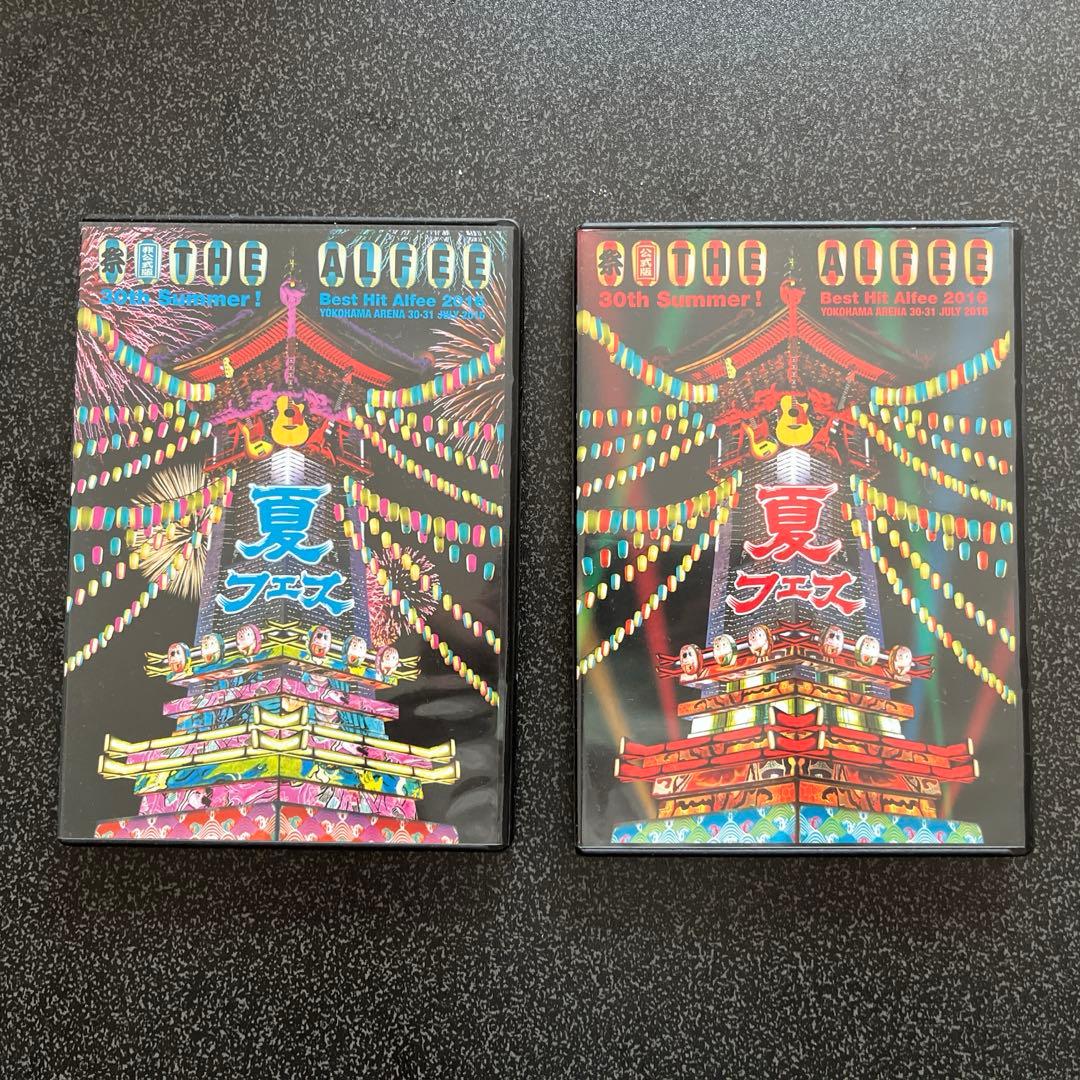 祭 非公式版 THE ALFEE
30th Summer!
Best Hit Alfee 2016
YOKOHAMA ARENA 30-31 JULY 2016
夏
フェス
祭 公式版 THE ALFEE
30th Summer!
Best Hit Alfee 2016
YOKOHAMA ARENA 30-31 JULY 2016
夏
フェス